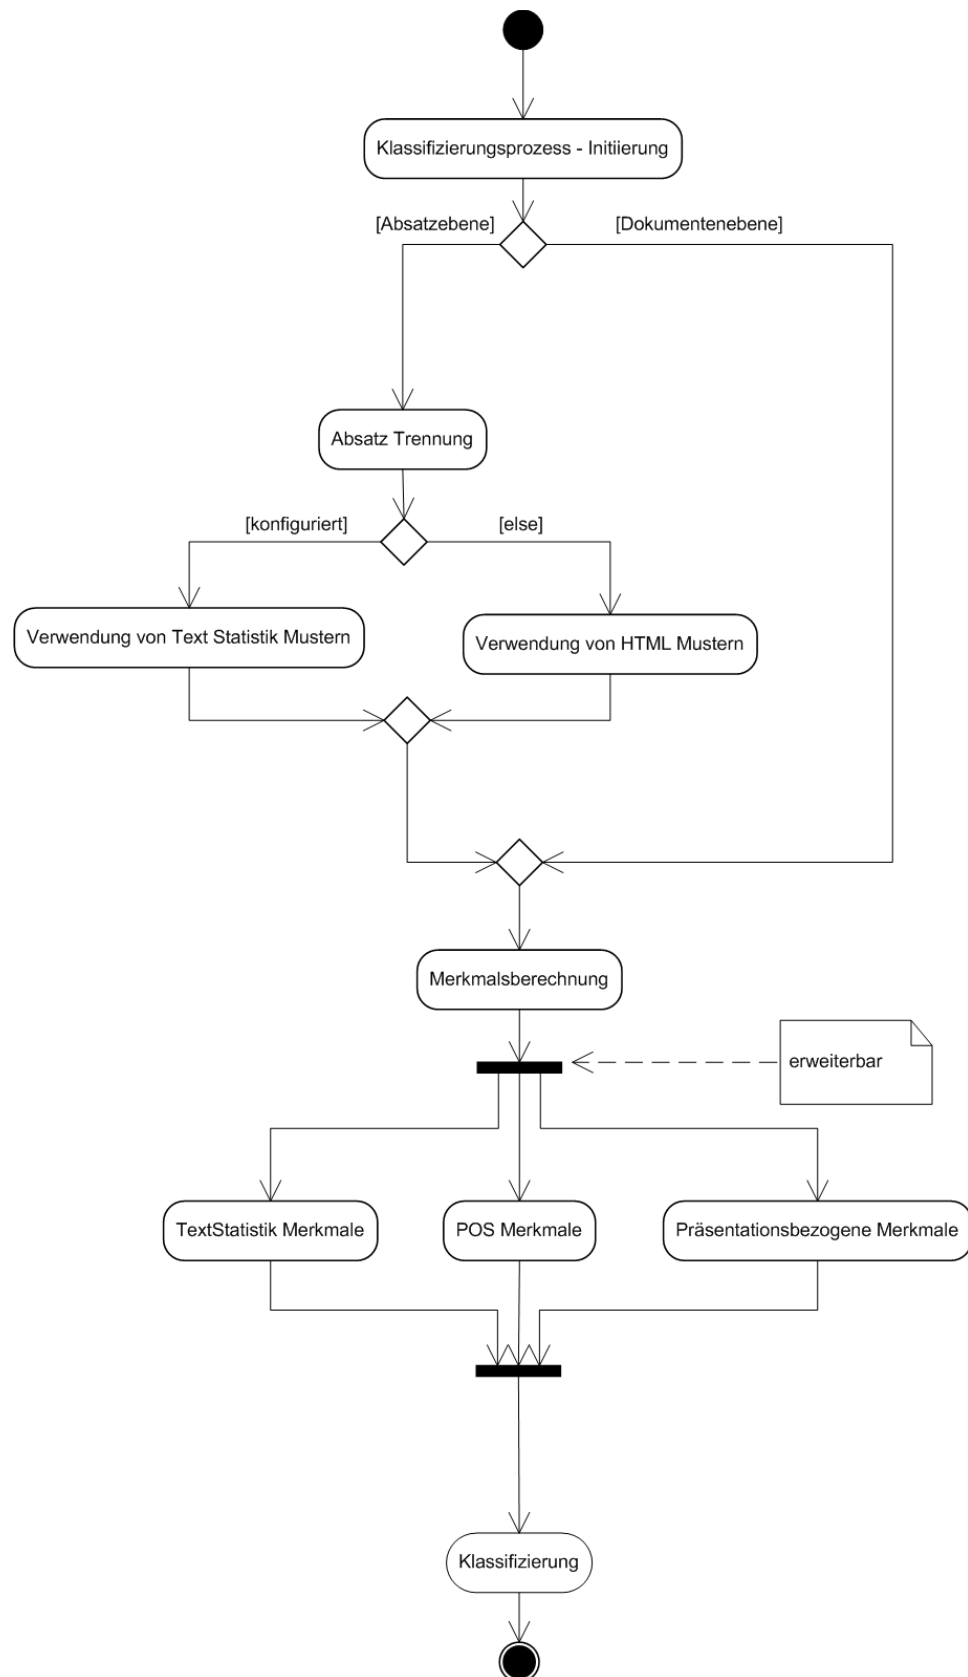 Klassifizierungsprozess - Initiierung
[Absatzebene]
[Dokumentenebene]
Absatz Trennung
[konfiguriert]
[else]
Verwendung von Text Statistik Mustern
Verwendung von HTML Mustern
Merkmalsberechnung
erweiterbar
TextStatistik Merkmale
POS Merkmale
Präsentationsbezogene Merkmale
Klassifizierung